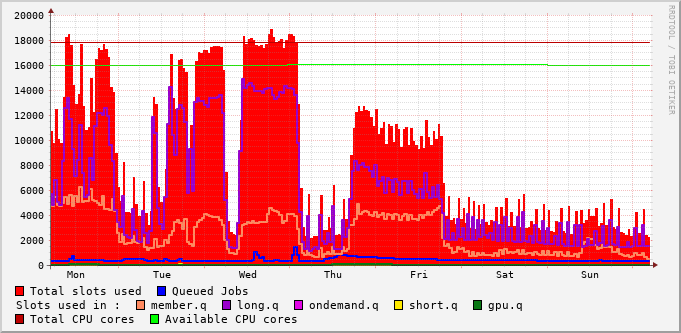 20000
18000
16000
14000
12000
10000
8000
6000
4000
2000
0
Mon Tue Wed Thu Fri Sat Sun
RRDTOOL / TOBI OETIKER
Total slots used Queued Jobs
Slots used in : member.q long.q ondemand.q short.q gpu.q
Total CPU cores Available CPU cores